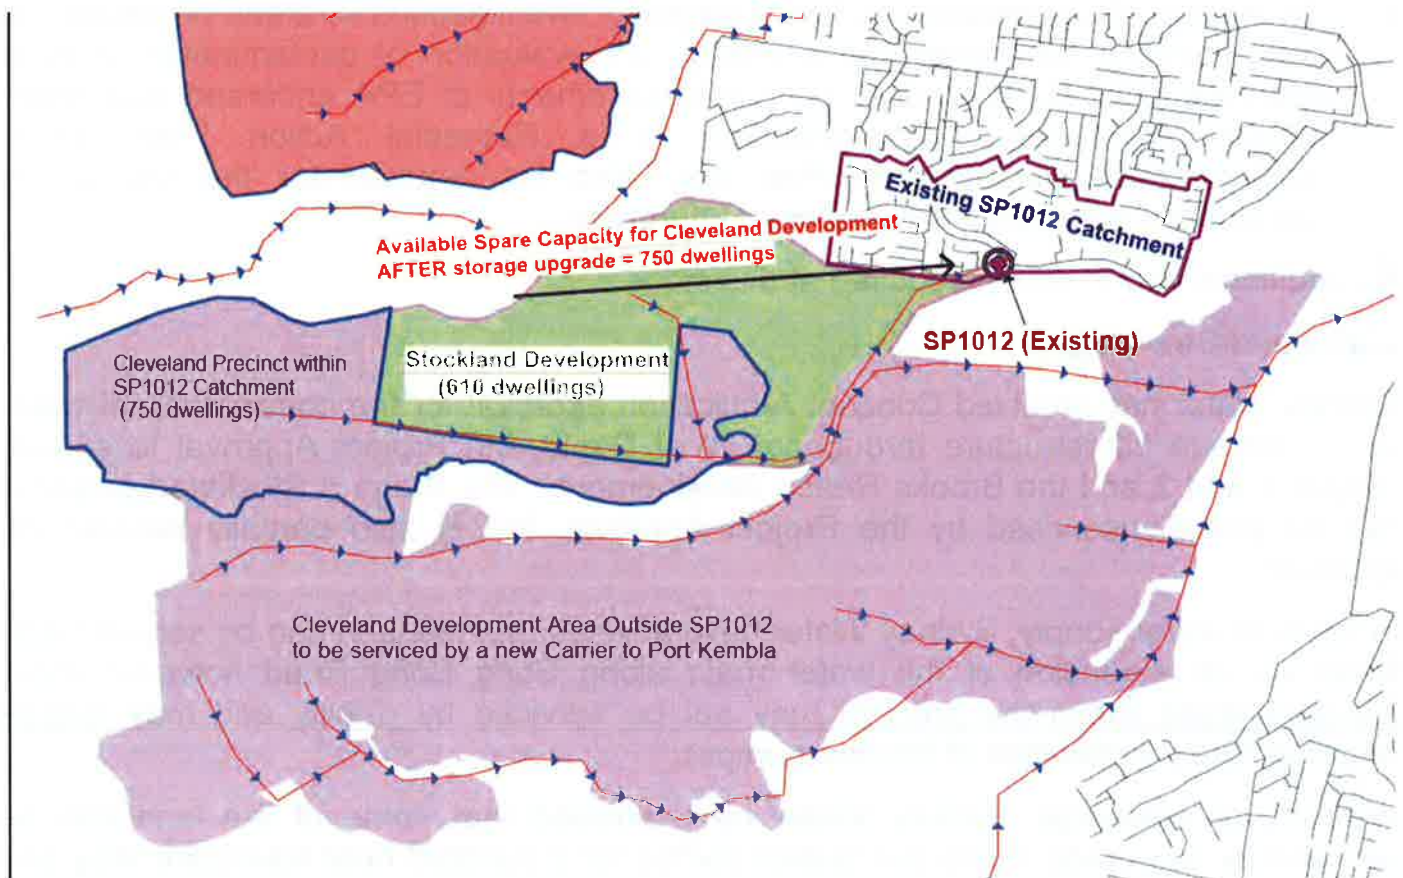 Existing SP1012 Catchment
Available Spare Capacity for Cleveland Development
AFTER storage upgrade = 750 dwellings
SP1012 (Existing)
Cleveland Precinct within
SP1012 Catchment
(750 dwellings)
Stockland Development
(610 dwellings)
Cleveland Development Area Outside SP1012
to be serviced by a new Carrier to Port Kembla